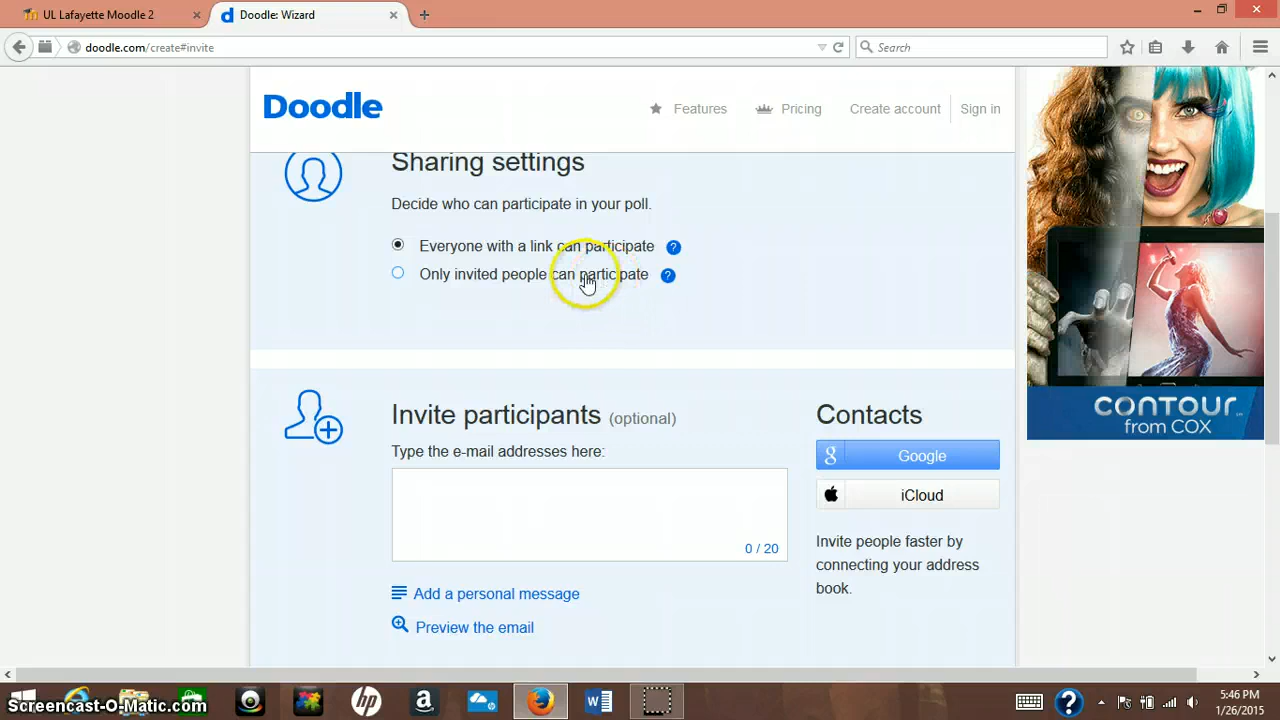 UL Lafayette Moodle 2
Doodle: Wizard
doodle.com/create#invite
Search
Doodle
Features
Pricing
Create account
Sign in
Sharing settings
Decide who can participate in your poll.
Everyone with a link can participate ?
Only invited people can participate ?
Invite participants (optional)
Type the e-mail addresses here:
0 / 20
Add a personal message
Preview the email
Contacts
Google
iCloud
Invite people faster by
connecting your address
book.
contour
from COX
Screencast-O-Matic.com
5:46 PM
1/26/2015